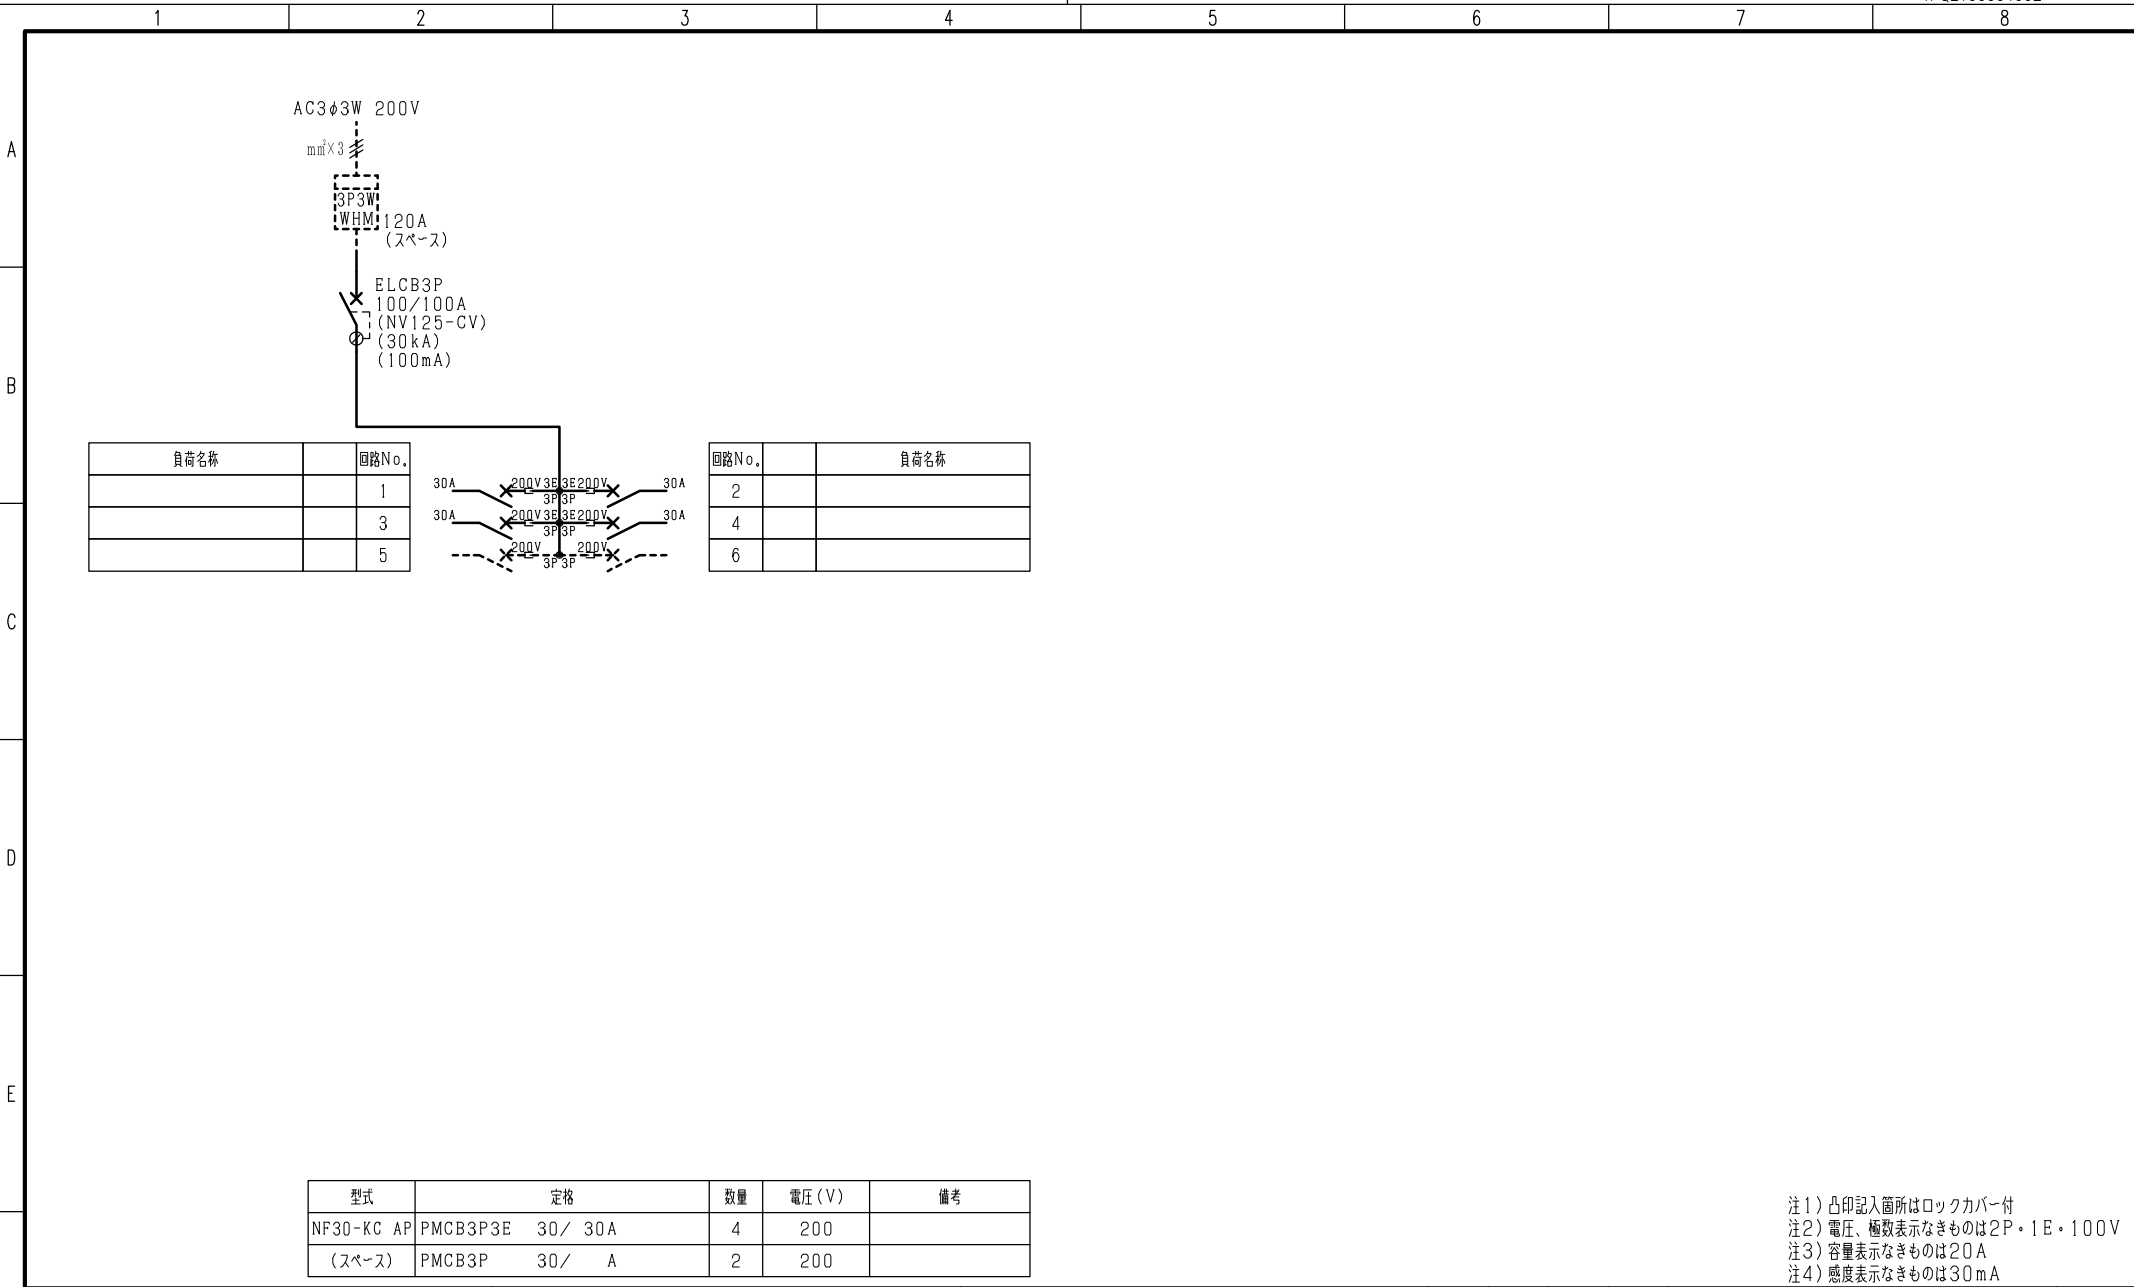 1 2 3 4 5 6 7 8
A
B
C
D
E
AC3φ3W 200V
mm²×3
3P3W
WHM
120A
(スペース)
ELCB3P
100/100A
(NV125-CV)
(30kA)
(100mA)
負荷名称 回路No.
1
3
5
30A 200V 3E 3E 200V 30A
3P 3P
30A 200V 3E 3E 200V 30A
3P 3P
200V 200V
3P 3P
回路No. 負荷名称
2
4
6
型式 定格 数量 電圧(V) 備考
NF30-KC AP PMCB3P3E 30/ 30A 4 200
(スペース) PMCB3P 30/ A 2 200
注1)凸印記入箇所はロックカバー付
注2)電圧、極数表示なきものは2P・1E・100V
注3)容量表示なきものは20A
注4)感度表示なきものは30mA